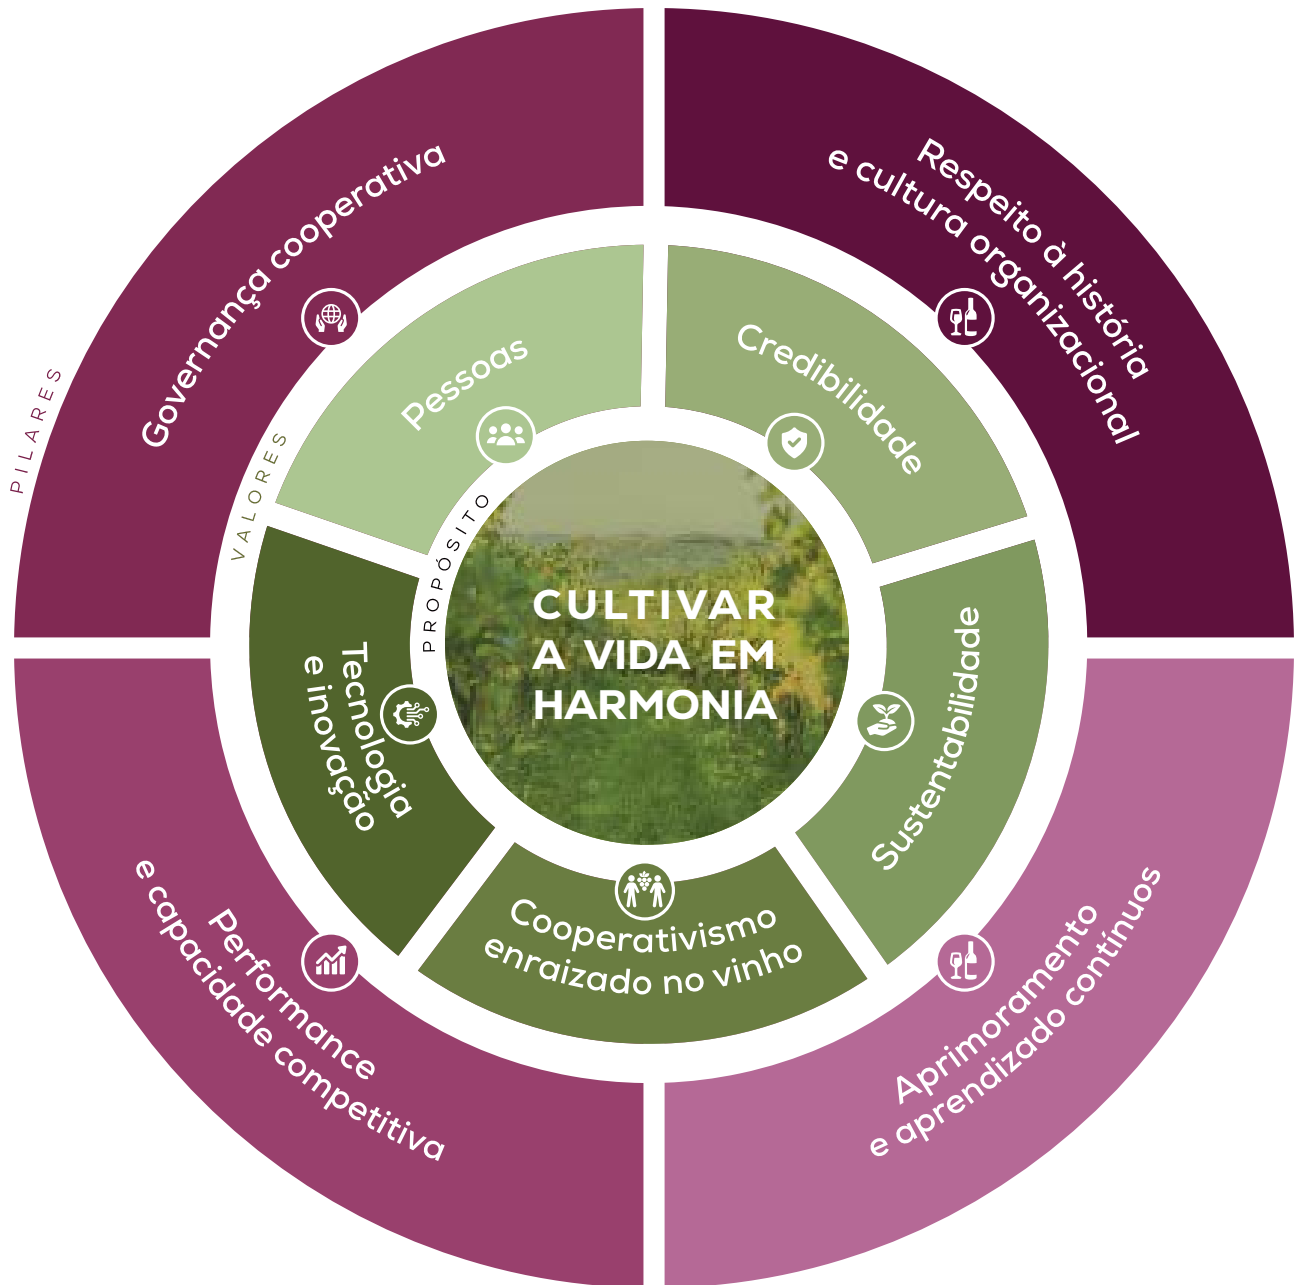 PILARES
Governança cooperativa
Respeito à história
e cultura organizacional
Aprimoramento
e aprendizado contínuos
Performance
e capacidade competitiva
VALORES
Pessoas
Credibilidade
Sustentabilidade
Cooperativismo
enraizado no vinho
Tecnologia
e inovação
PROPÓSITO
CULTIVAR
A VIDA EM
HARMONIA